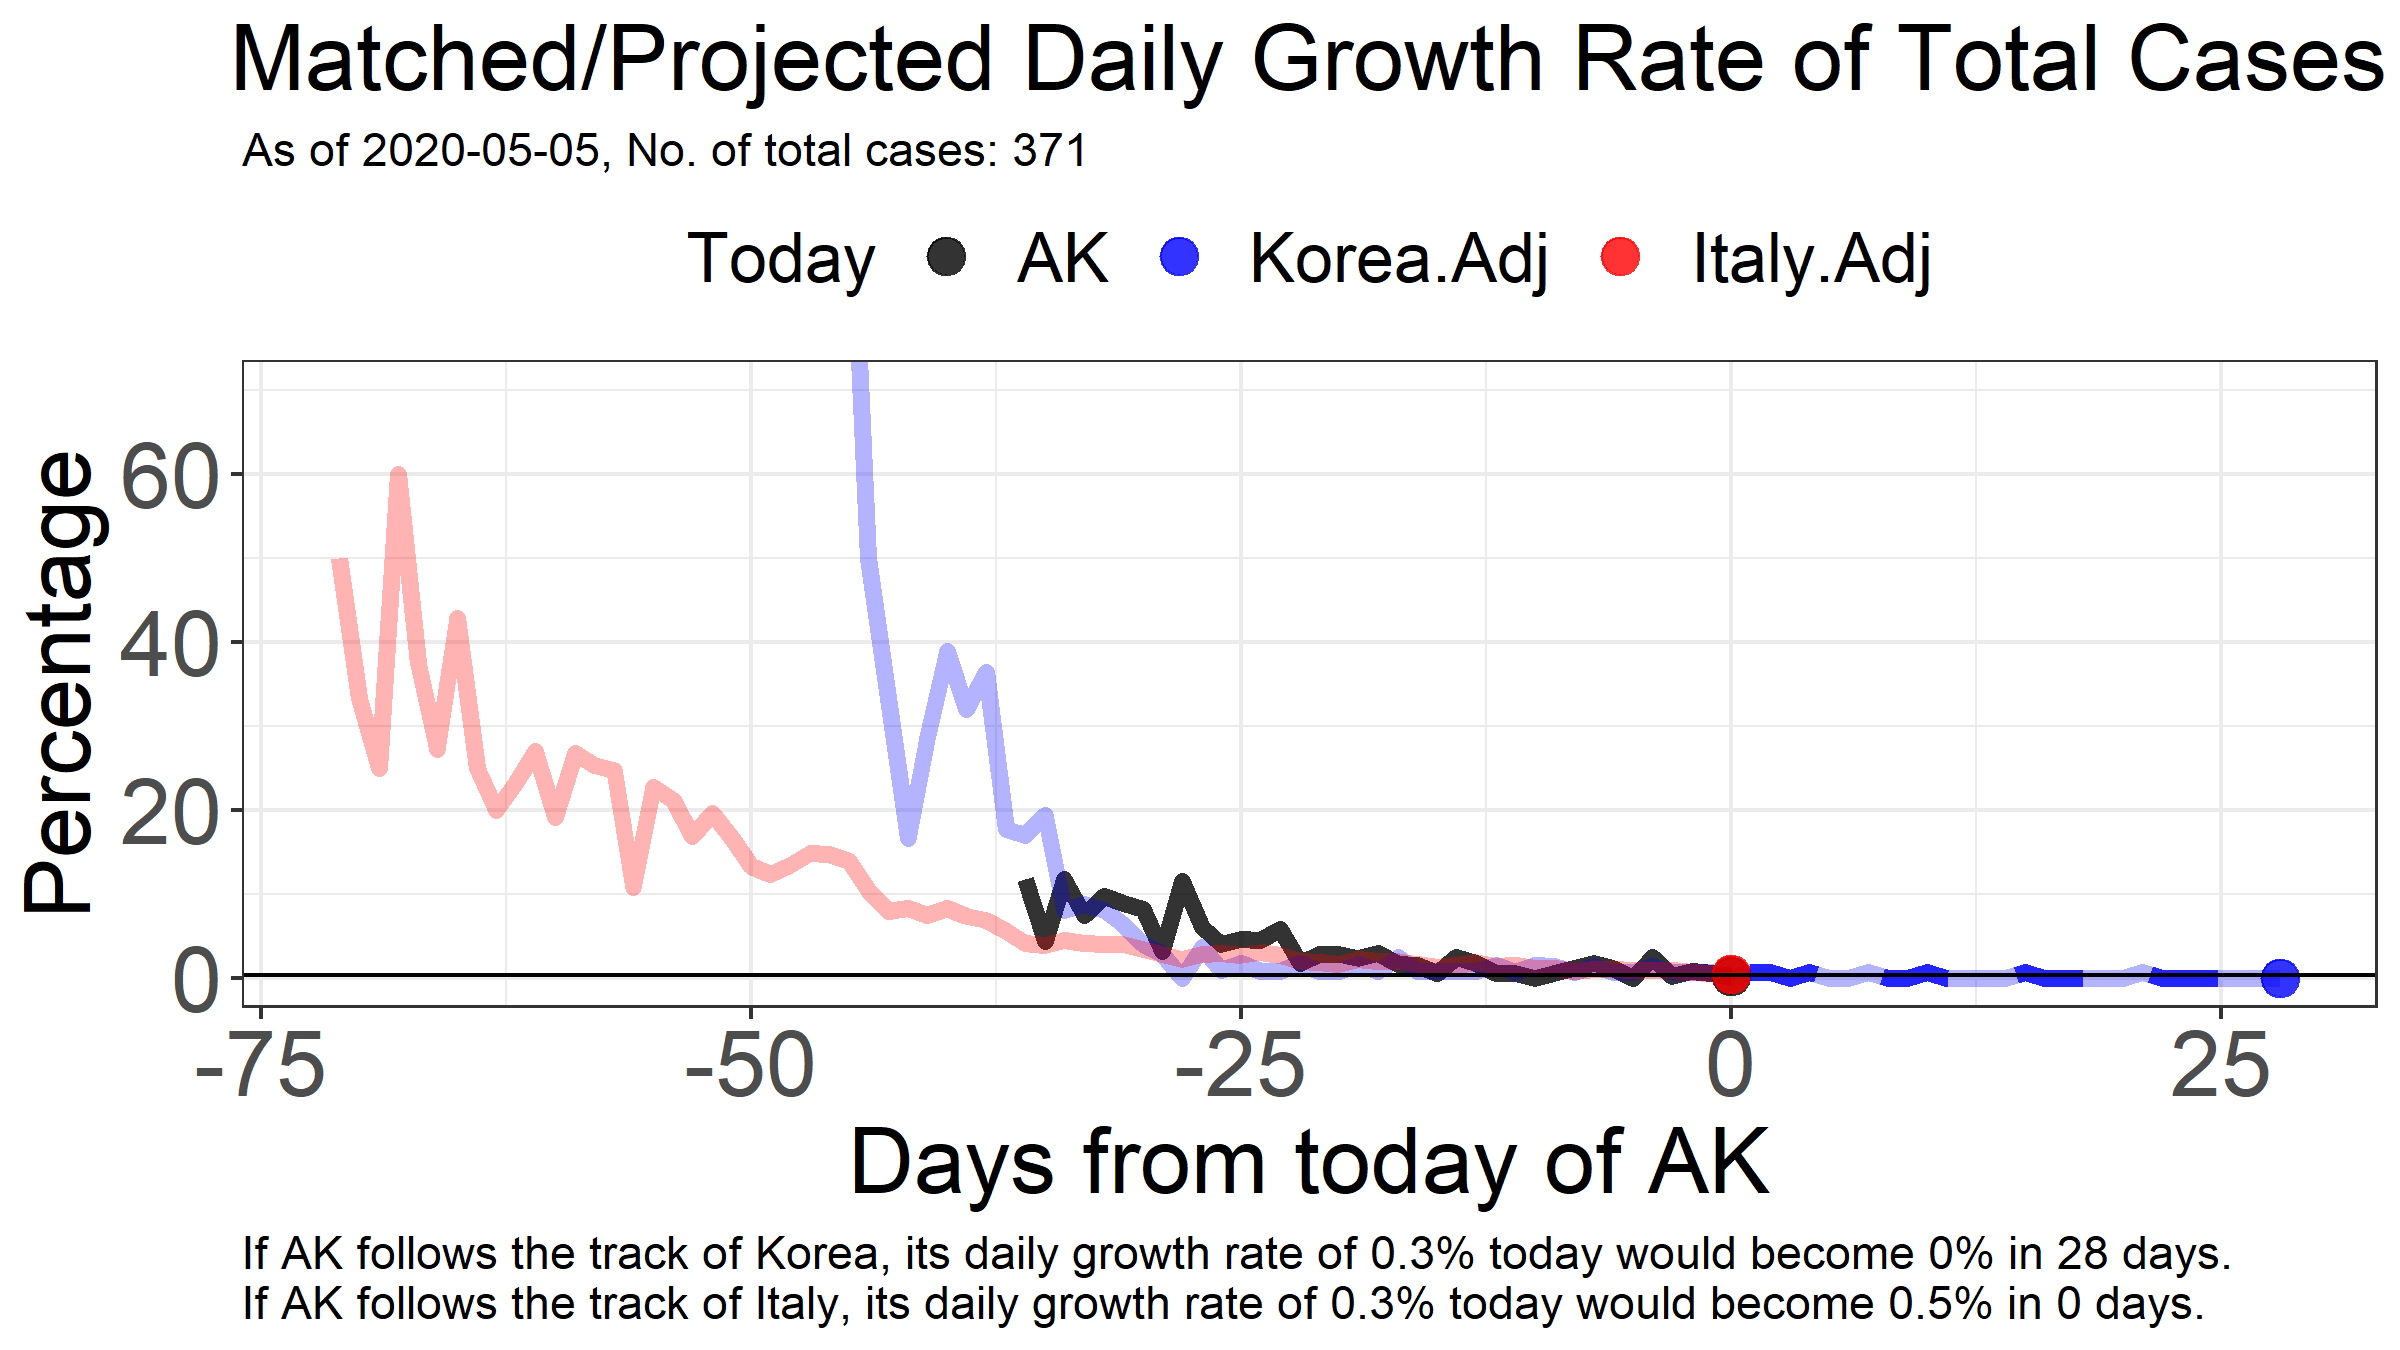 Matched/Projected Daily Growth Rate of Total Cases
As of 2020-05-05, No. of total cases: 371
Today AK Korea.Adj Italy.Adj
Percentage
60
40
20
0
-75 -50 -25 0 25
Days from today of AK
If AK follows the track of Korea, its daily growth rate of 0.3% today would become 0% in 28 days.
If AK follows the track of Italy, its daily growth rate of 0.3% today would become 0.5% in 0 days.